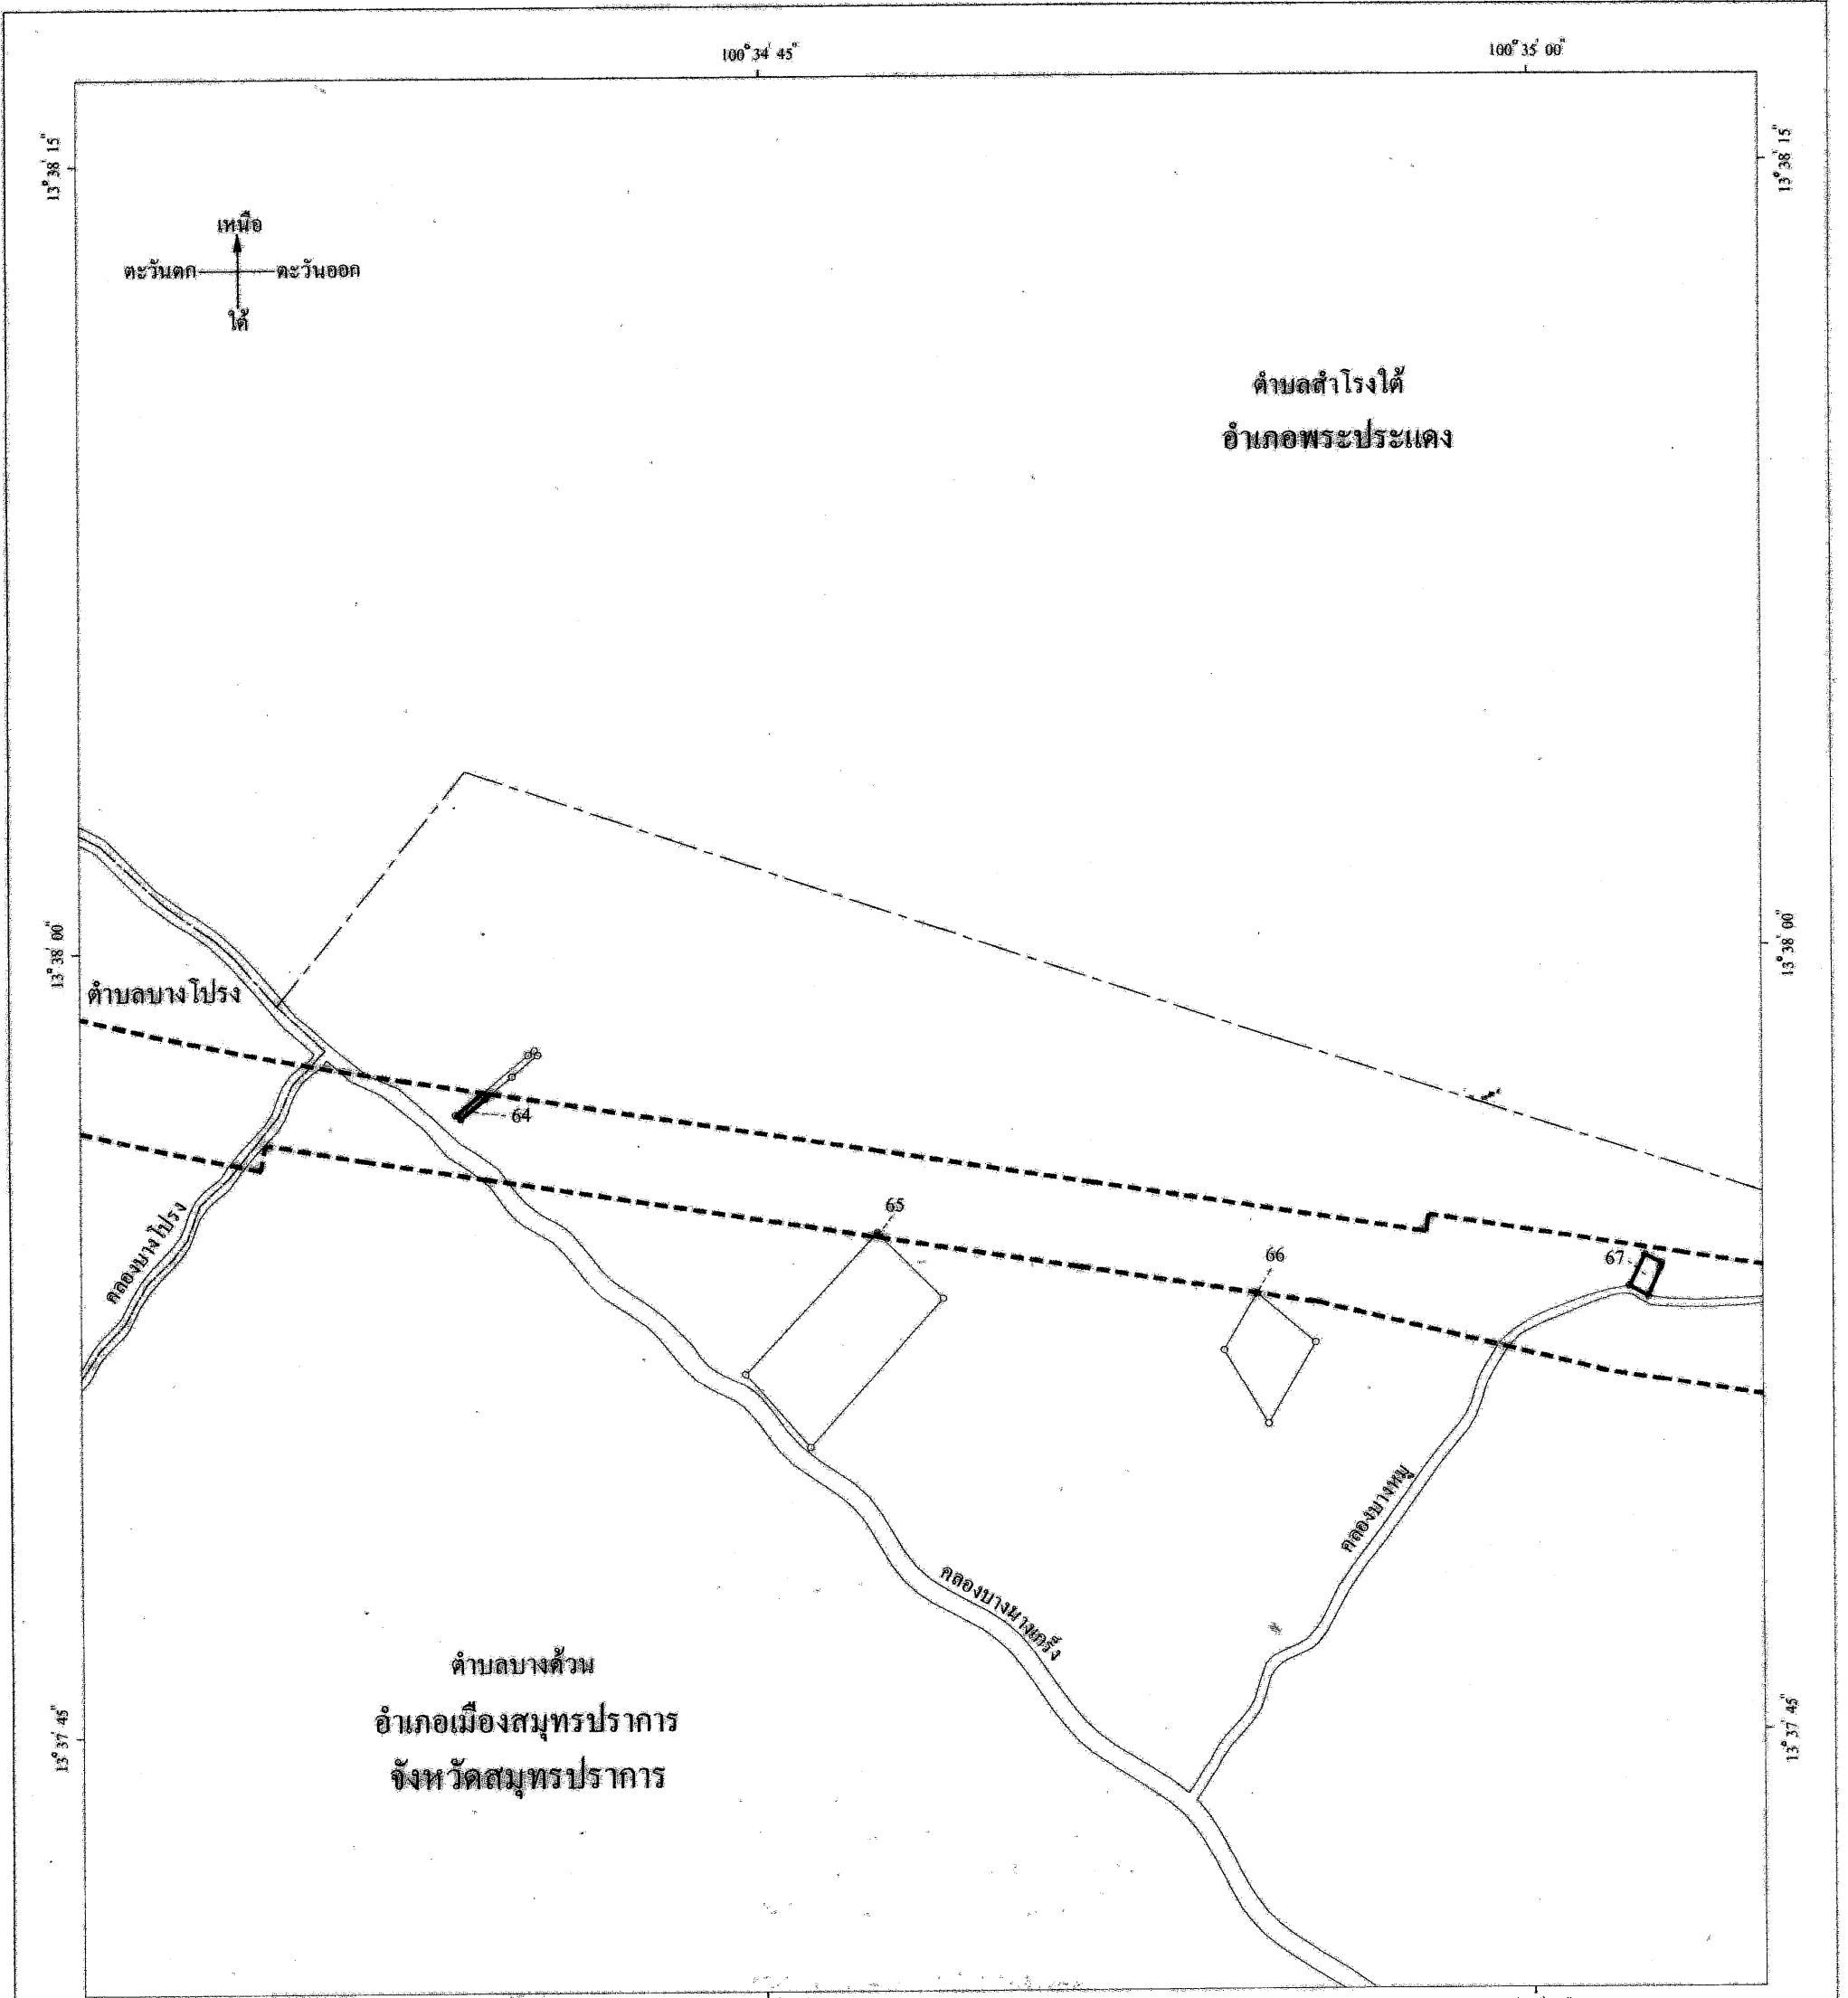 100° 34' 45"
100° 35' 00"
13° 38' 15"
13° 38' 15"
เหนือ
ตะวันตก
ตะวันออก
ใต้
ตำบลสำโรงใต้
อำเภอพระประแดง
13° 38' 00"
13° 38' 00"
ตำบลบางโปรง
64
65
66
67
คลองบางโปรง
คลองบางหมู
คลองบางนางเกร็ง
ตำบลบางด้วน
อำเภอเมืองสมุทรปราการ
จังหวัดสมุทรปราการ
13° 37' 45"
13° 37' 45"